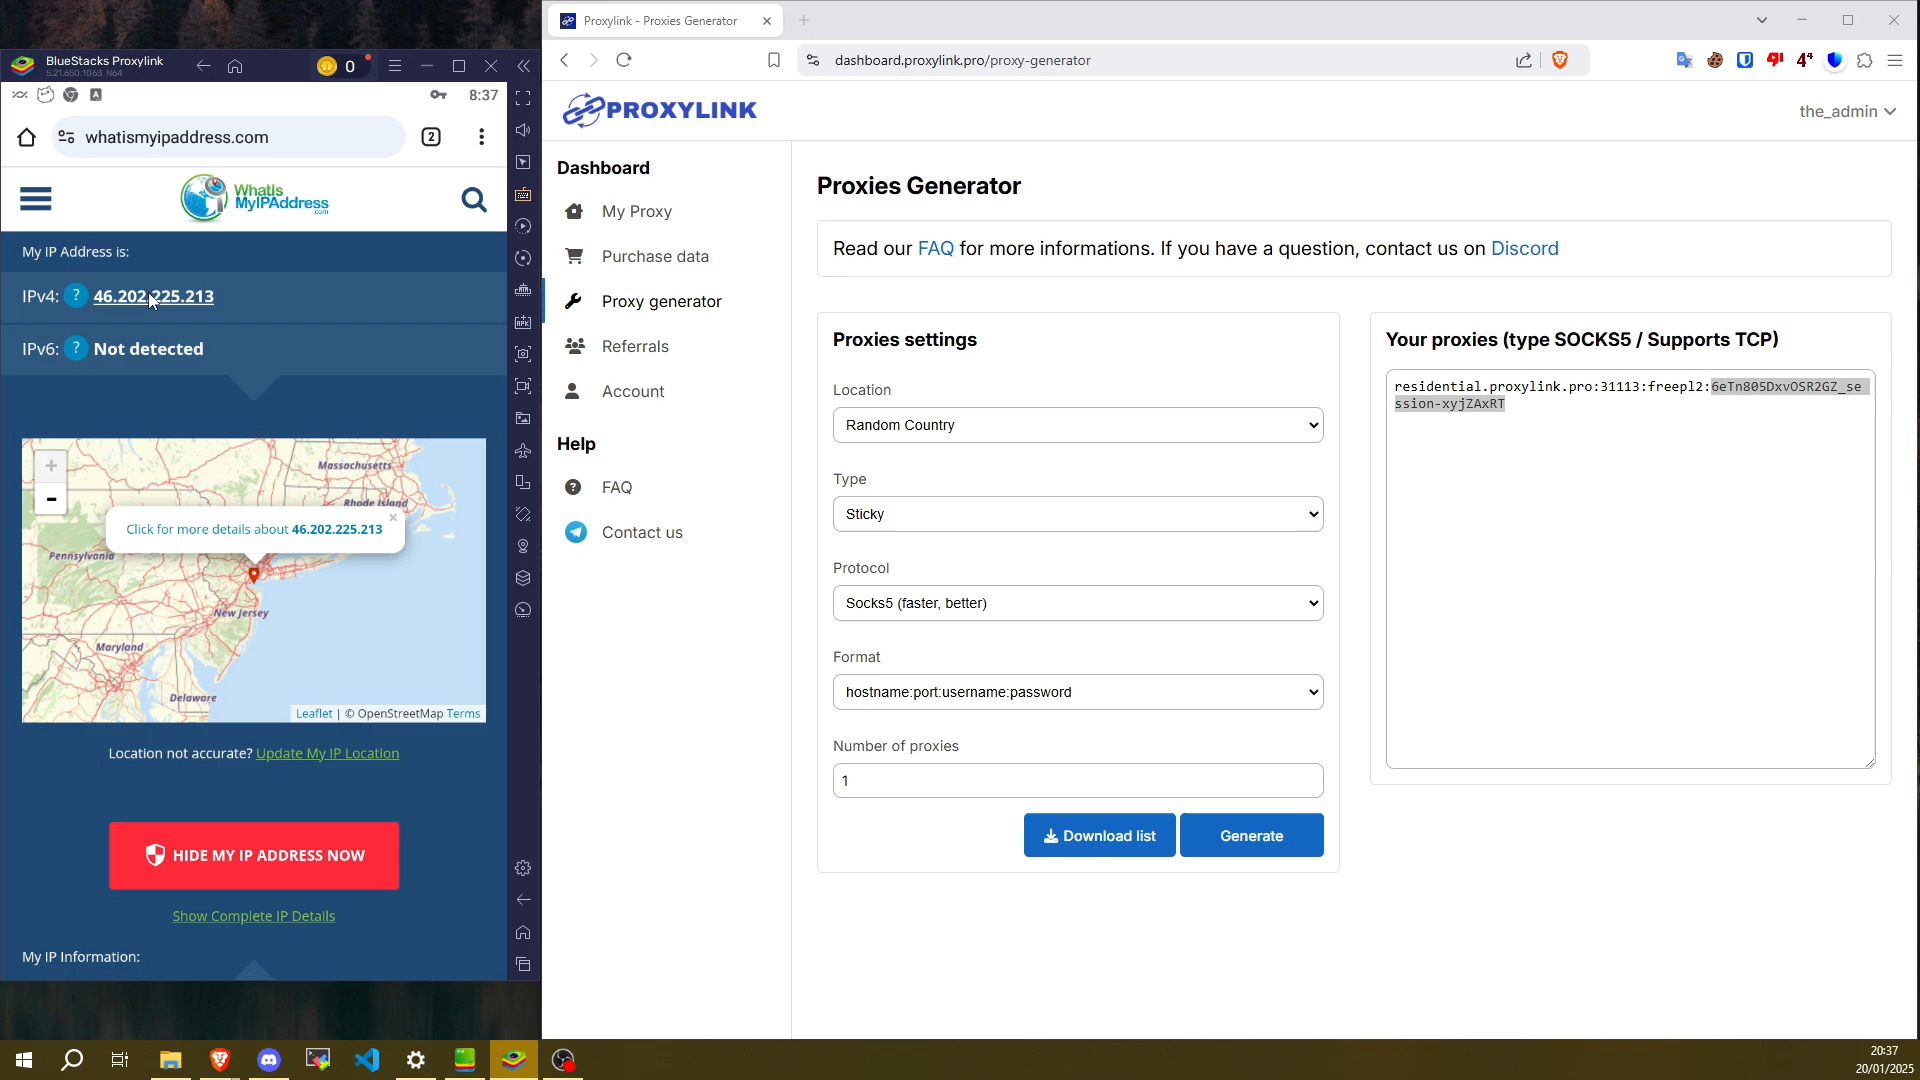 BlueStacks Proxylink
5.21.650.1063 N64
0
8:37
whatismyipaddress.com
2
WhatIs
MyIPAddress
.com
My IP Address is:
IPv4: ? 46.202.225.213
IPv6: ? Not detected
+
-
Massachusetts
Rhode Island
Click for more details about 46.202.225.213
×
Pennsylvania
New Jersey
Maryland
Delaware
Leaflet | © OpenStreetMap Terms
Location not accurate? Update My IP Location
HIDE MY IP ADDRESS NOW
Show Complete IP Details
My IP Information:
Proxylink - Proxies Generator
dashboard.proxylink.pro/proxy-generator
PROXYLINK
the_admin
Dashboard
My Proxy
Purchase data
Proxy generator
Referrals
Account
Help
FAQ
Contact us
Proxies Generator
Read our FAQ for more informations. If you have a question, contact us on Discord
Proxies settings
Location
Random Country
Type
Sticky
Protocol
Socks5 (faster, better)
Format
hostname:port:username:password
Number of proxies
1
Download list
Generate
Your proxies (type SOCKS5 / Supports TCP)
residential.proxylink.pro:31113:freepl2:6eTn805DxvOSR2GZ_se
ssion-xyjZAxRT
20:37
20/01/2025